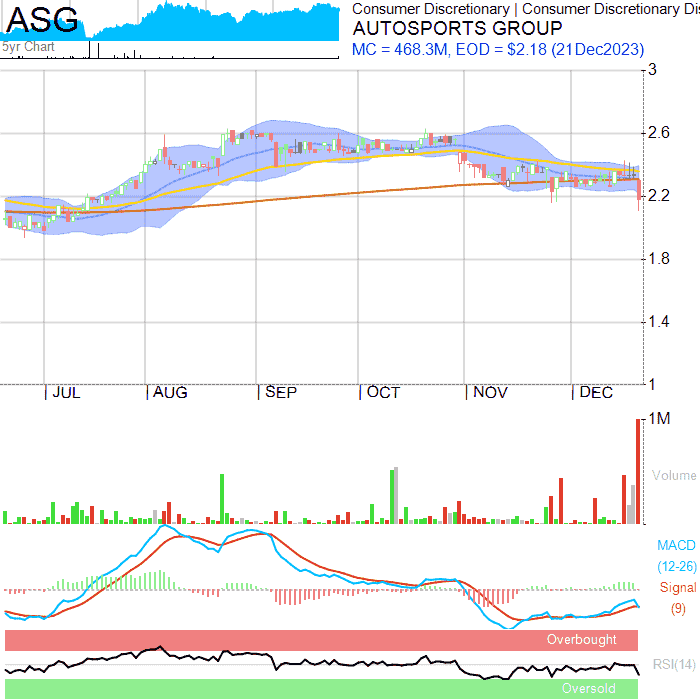 ASG
5yr Chart
Consumer Discretionary | Consumer Discretionary Dis
AUTOSPORTS GROUP
MC = 468.3M, EOD = $2.18 (21Dec2023)
3
2.6
2.2
1.8
1.4
1
JUL AUG SEP OCT NOV DEC
1M
Volume
MACD
(12-26)
Signal
(9)
Overbought
RSI(14)
Oversold